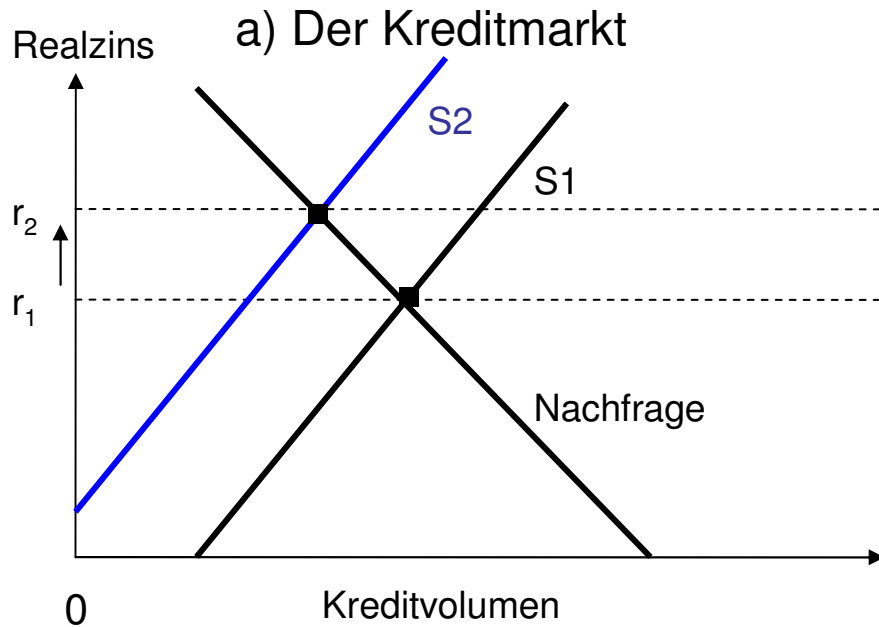 a) Der Kreditmarkt
Realzins
S2
S1
r2
r1
Nachfrage
0
Kreditvolumen